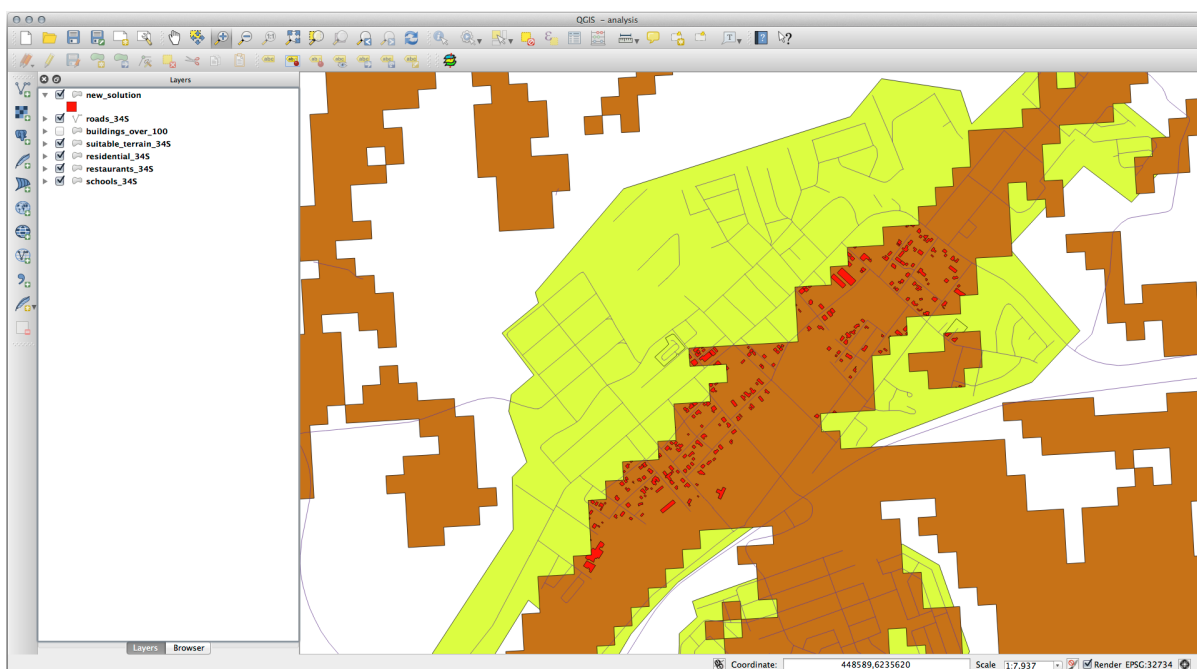 QGIS - analysis
Layers
new_solution
roads_34S
buildings_over_100
suitable_terrain_34S
residential_34S
restaurants_34S
schools_34S
Layers
Browser
Coordinate:
448589,6235620
Scale
1:7.937
Render
EPSG:32734